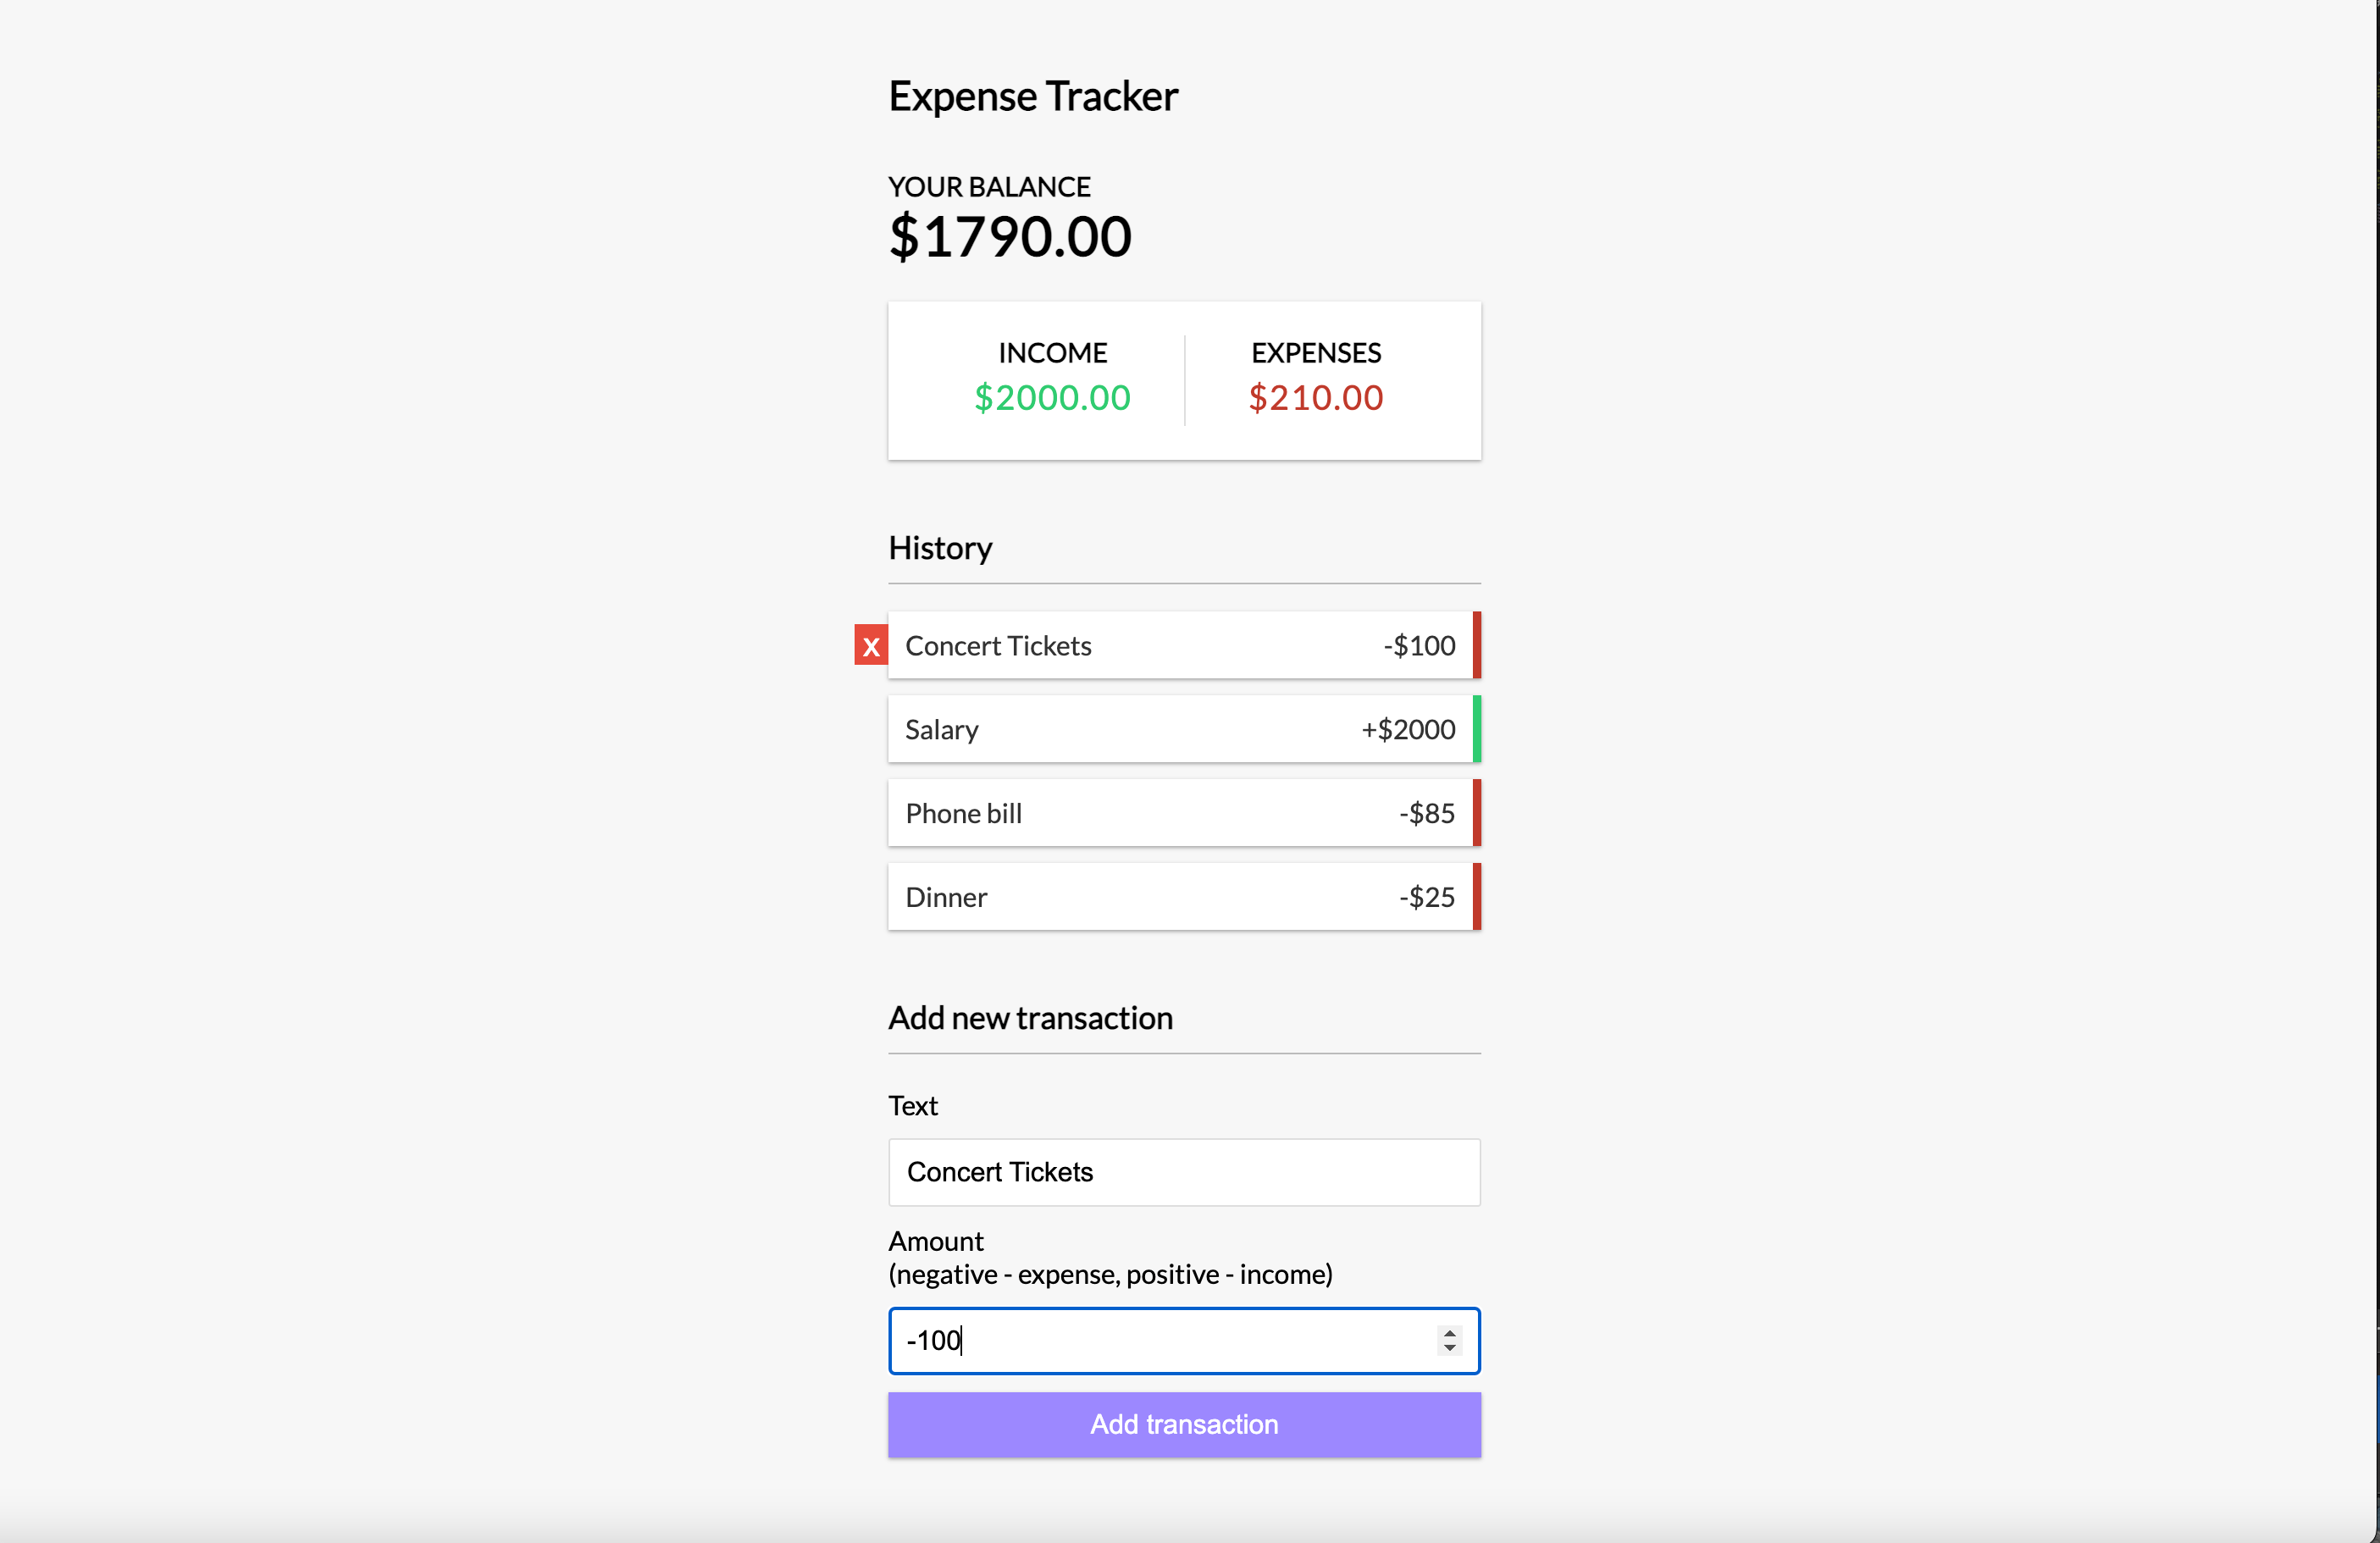 Expense Tracker
YOUR BALANCE
$1790.00
INCOME
$2000.00
EXPENSES
$210.00
History
x Concert Tickets -$100
Salary +$2000
Phone bill -$85
Dinner -$25
Add new transaction
Text
Concert Tickets
Amount
(negative - expense, positive - income)
-100
Add transaction